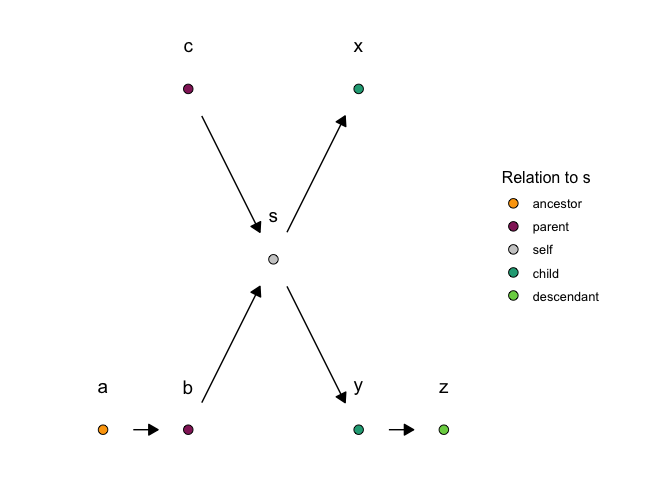 c
x
s
a
b
y
z
Relation to s
ancestor
parent
self
child
descendant